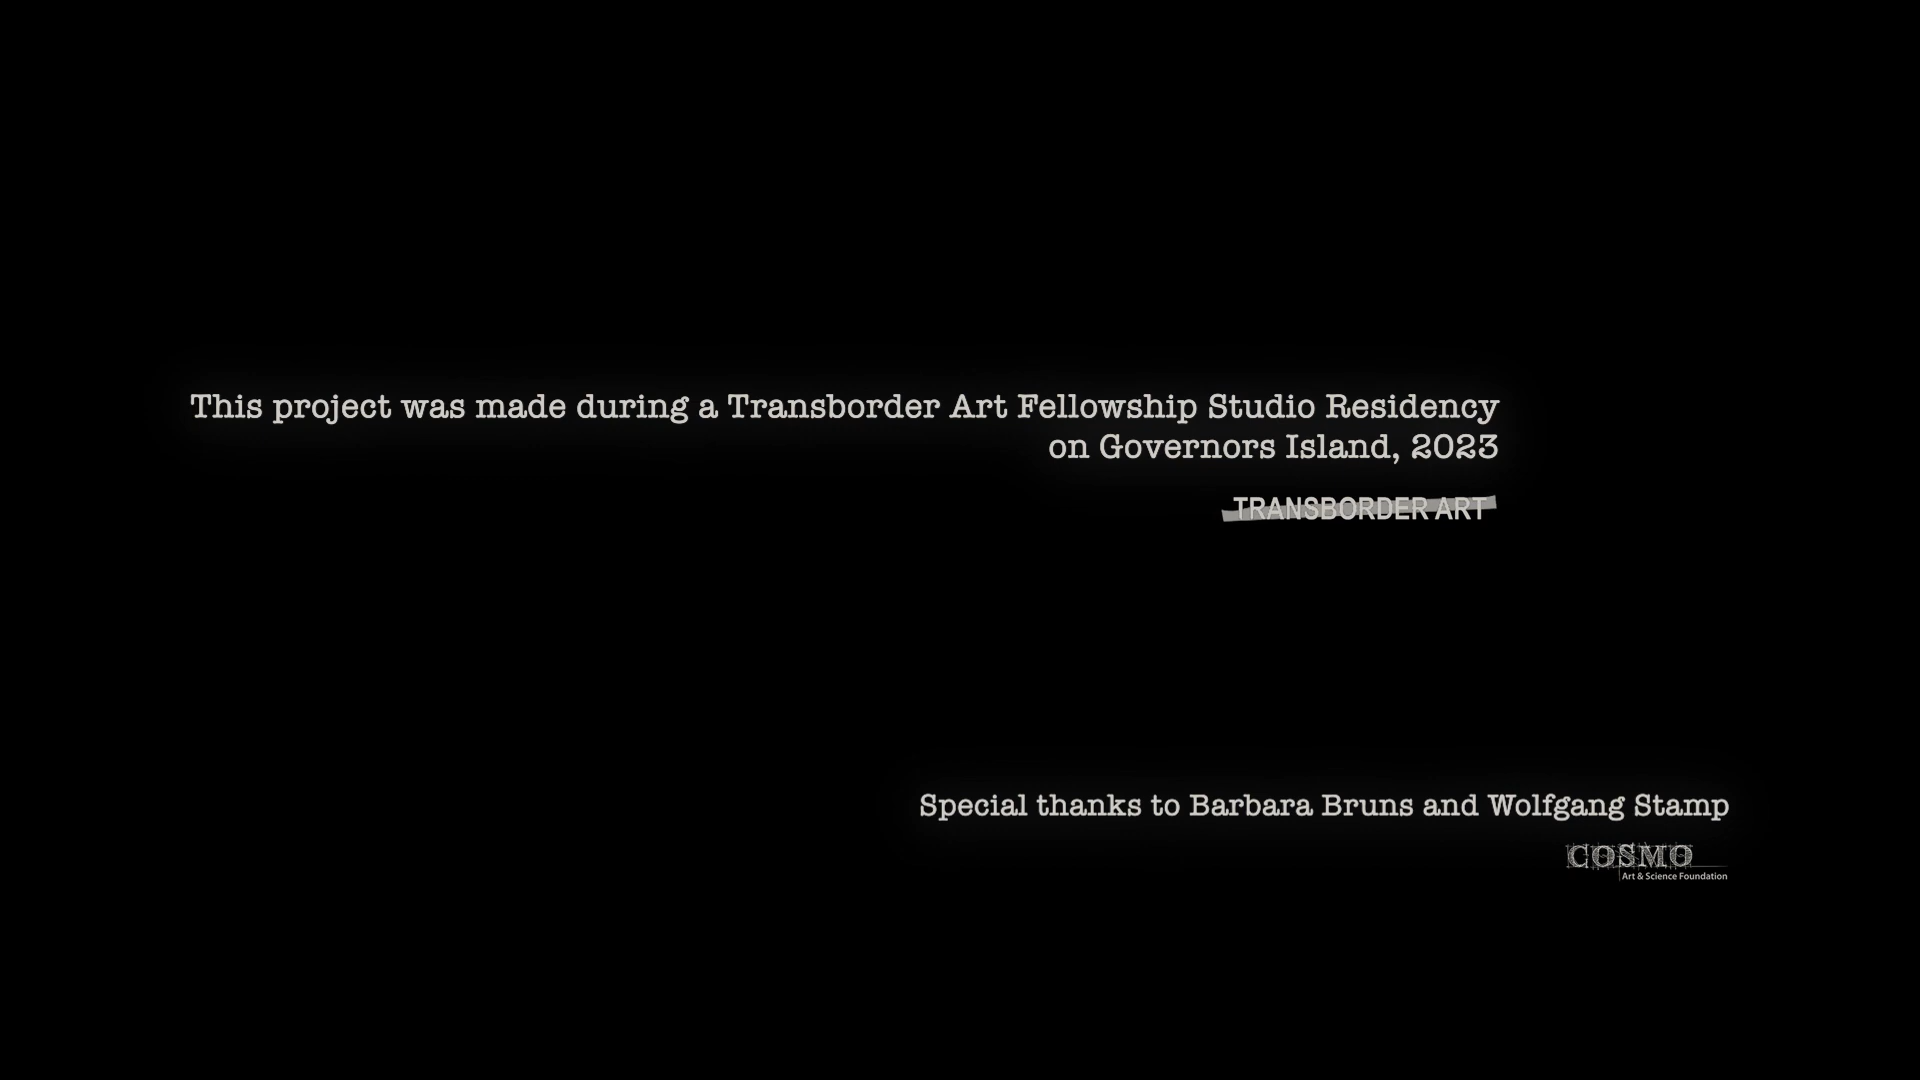 This project was made during a Transborder Art Fellowship Studio Residency
on Governors Island, 2023
TRANSBORDER ART
Special thanks to Barbara Bruns and Wolfgang Stamp
COSMO
Art & Science Foundation